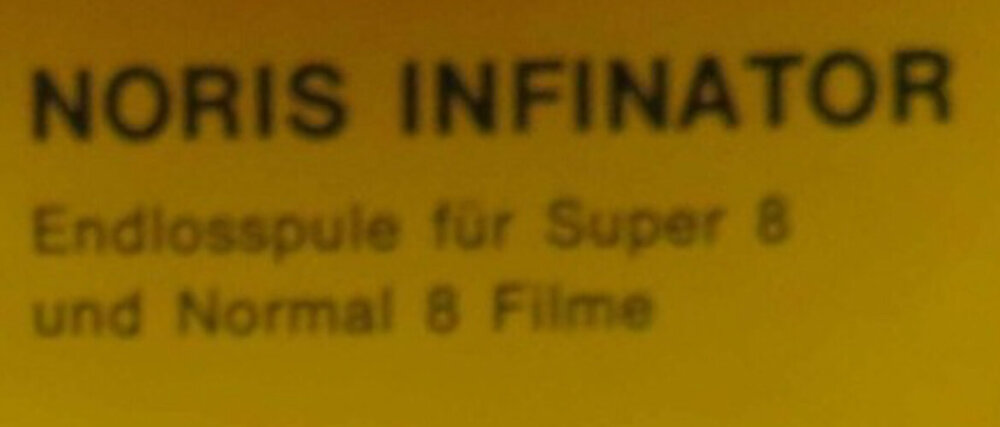 NORIS INFINATOR
Endlosspule für Super 8
und Normal 8 Filme